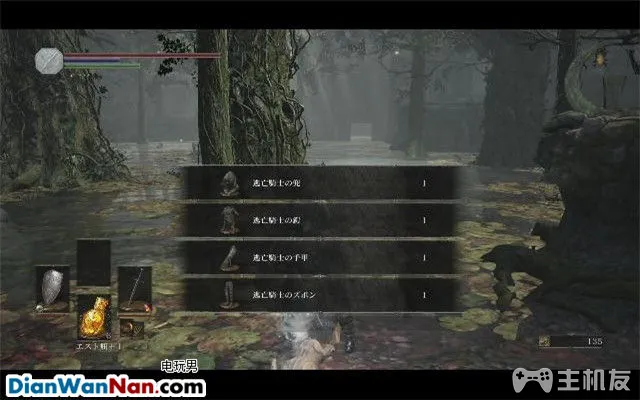 逃亡騎士の兜 1
逃亡騎士の鎧 1
逃亡騎士の手甲 1
逃亡騎士のズボン 1
エスト瓶+1
135
电玩男
DianWanNan.com
主机友